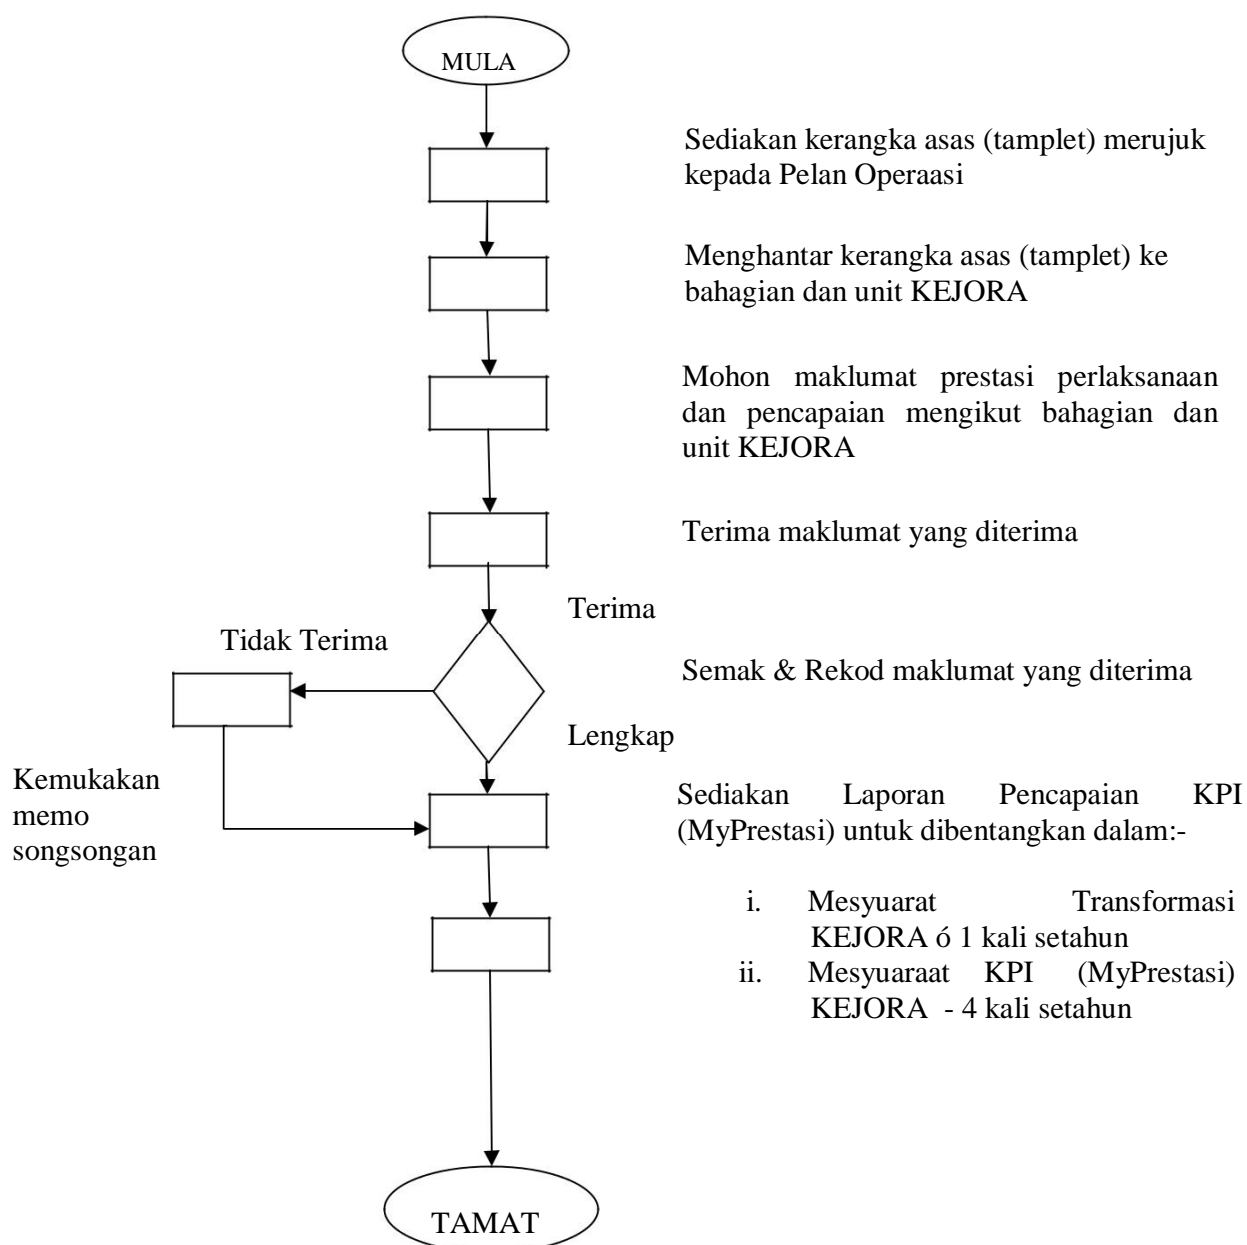 MULA
Sediakan kerangka asas (tamplet) merujuk
kepada Pelan Operaasi
Menghantar kerangka asas (tamplet) ke
bahagian dan unit KEJORA
Mohon maklumat prestasi perlaksanaan
dan pencapaian mengikut bahagian dan
unit KEJORA
Terima maklumat yang diterima
Terima
Tidak Terima
Semak & Rekod maklumat yang diterima
Lengkap
Kemukakan
memo
songsongan
Sediakan Laporan Pencapaian KPI
(MyPrestasi) untuk dibentangkan dalam:-
i. Mesyuarat Transformasi
KEJORA ó 1 kali setahun
ii. Mesyuaraat KPI (MyPrestasi)
KEJORA - 4 kali setahun
TAMAT